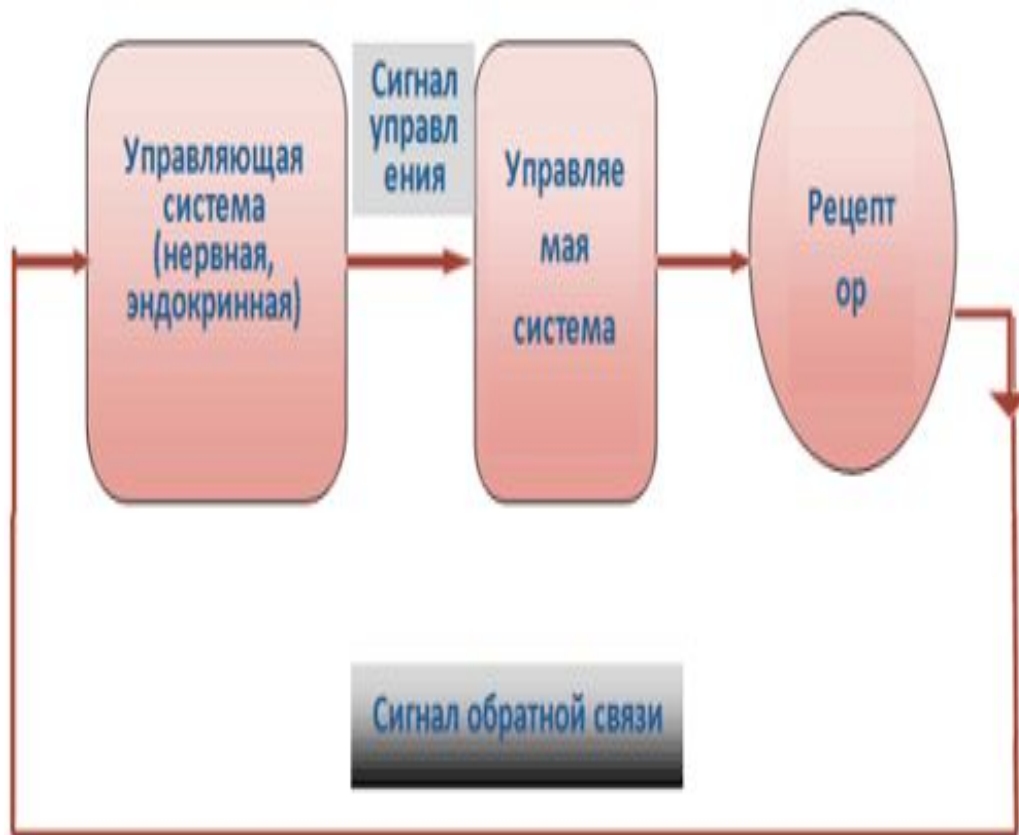 Управляющая
система
(нервная,
эндокринная)
Сигнал
управл
ения
Управляе
мая
система
Рецепт
ор
Сигнал обратной связи